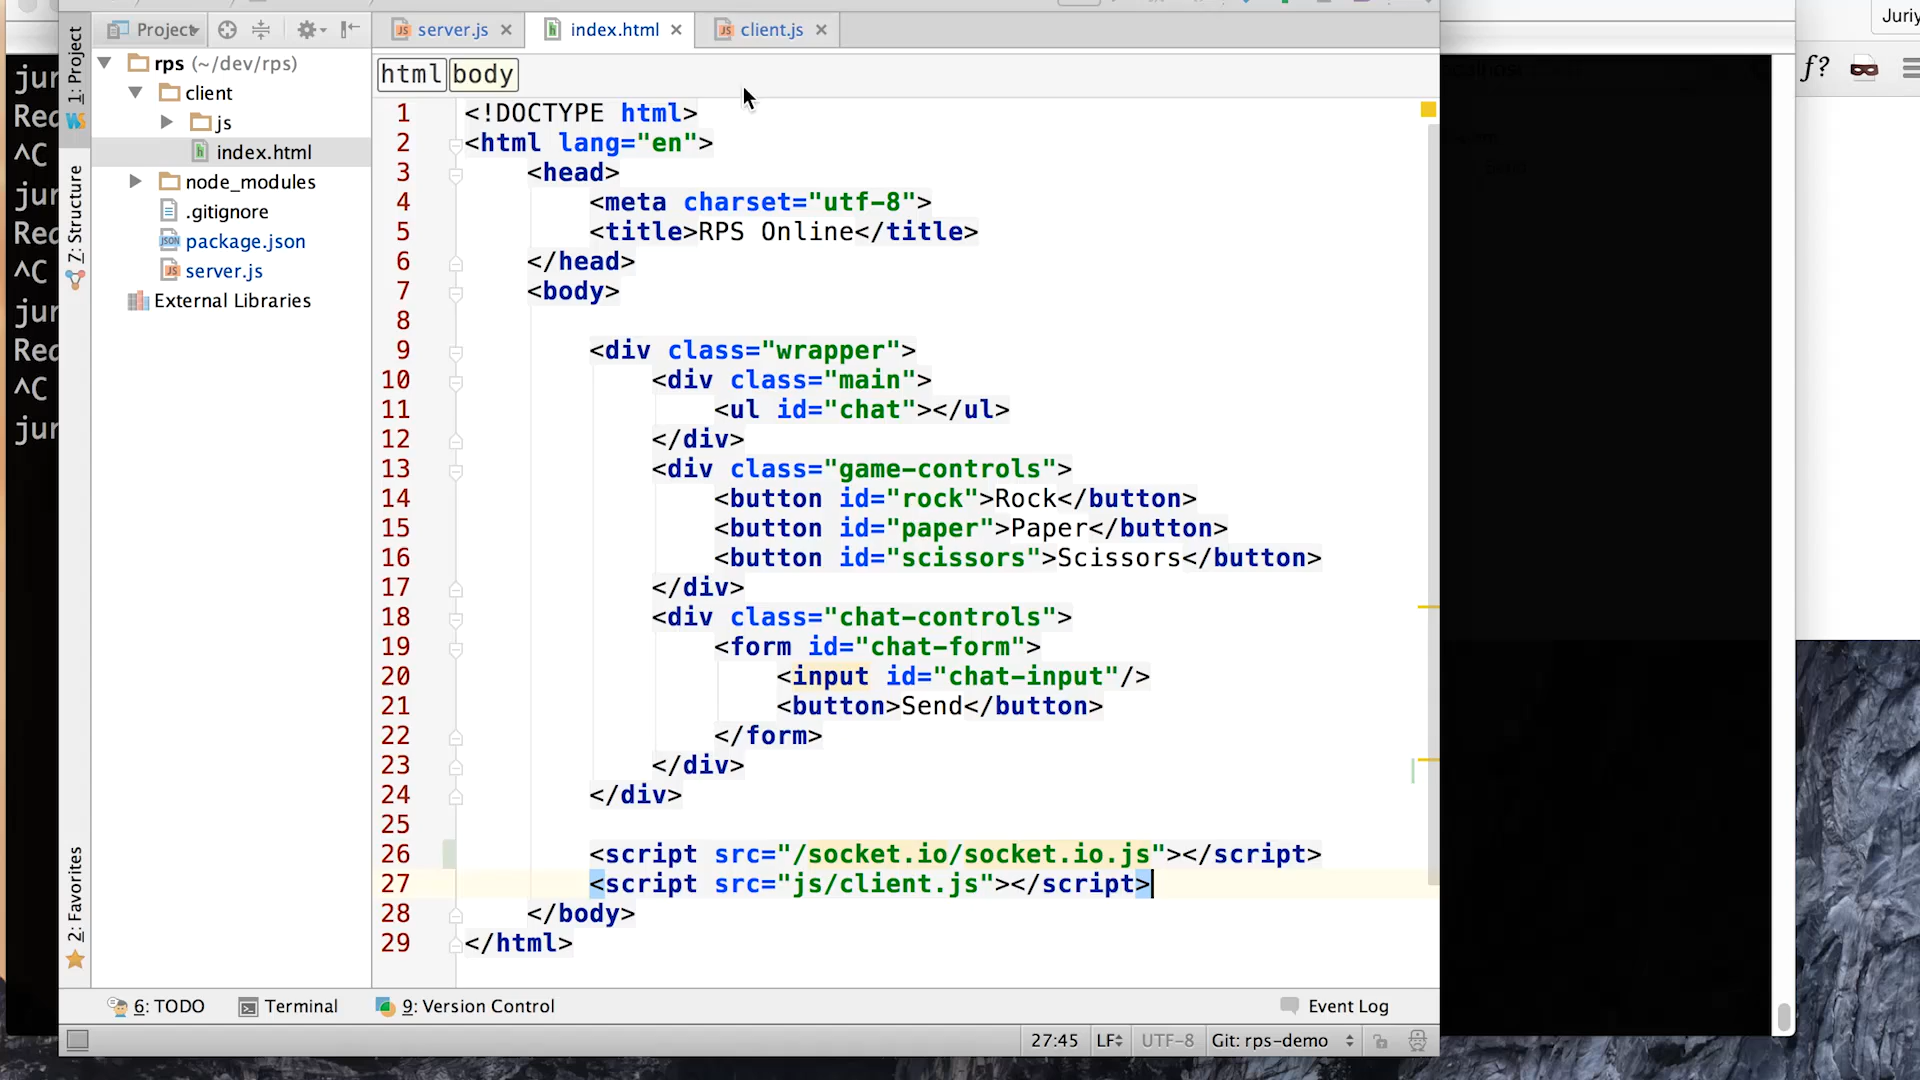 Juriy
Project
server.js
index.html
client.js
1: Project
rps (~/dev/rps)
client
js
index.html
node_modules
.gitignore
package.json
server.js
External Libraries
Z: Structure
2: Favorites
jur
Red
^C
jur
Red
^C
jur
Red
^C
jur
f?
html body
1 <!DOCTYPE html>
2 <html lang="en">
3 <head>
4 <meta charset="utf-8">
5 <title>RPS Online</title>
6 </head>
7 <body>
8
9 <div class="wrapper">
10 <div class="main">
11 <ul id="chat"></ul>
12 </div>
13 <div class="game-controls">
14 <button id="rock">Rock</button>
15 <button id="paper">Paper</button>
16 <button id="scissors">Scissors</button>
17 </div>
18 <div class="chat-controls">
19 <form id="chat-form">
20 <input id="chat-input"/>
21 <button>Send</button>
22 </form>
23 </div>
24 </div>
25
26 <script src="/socket.io/socket.io.js"></script>
27 <script src="js/client.js"></script>
28 </body>
29 </html>
6: TODO
Terminal
9: Version Control
Event Log
27:45 LF UTF-8 Git: rps-demo